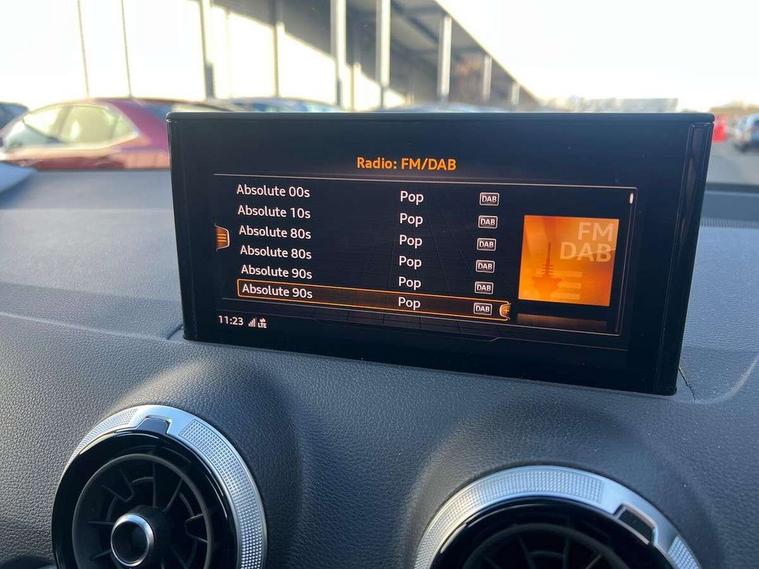 Radio: FM/DAB
Absolute 00s Pop DAB
Absolute 10s Pop DAB
Absolute 80s Pop DAB
Absolute 80s Pop DAB
Absolute 90s Pop DAB
Absolute 90s Pop DAB
FM
DAB
11:23 LTE